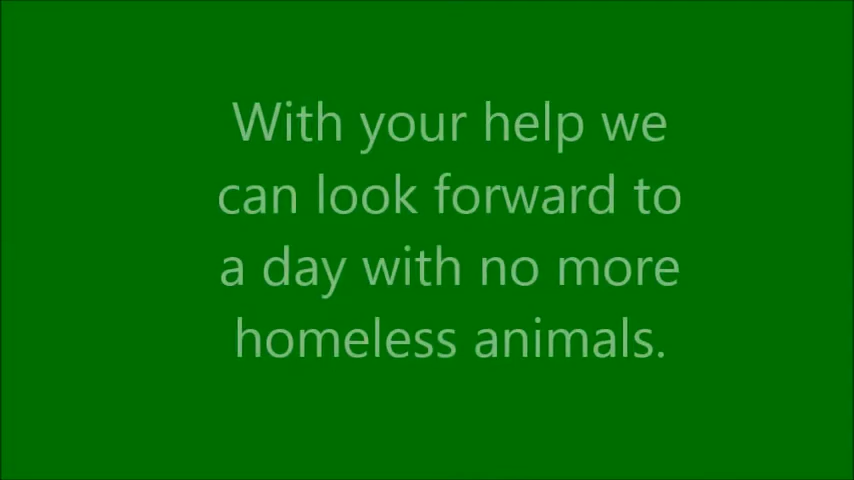 With your help we
can look forward to
a day with no more
homeless animals.